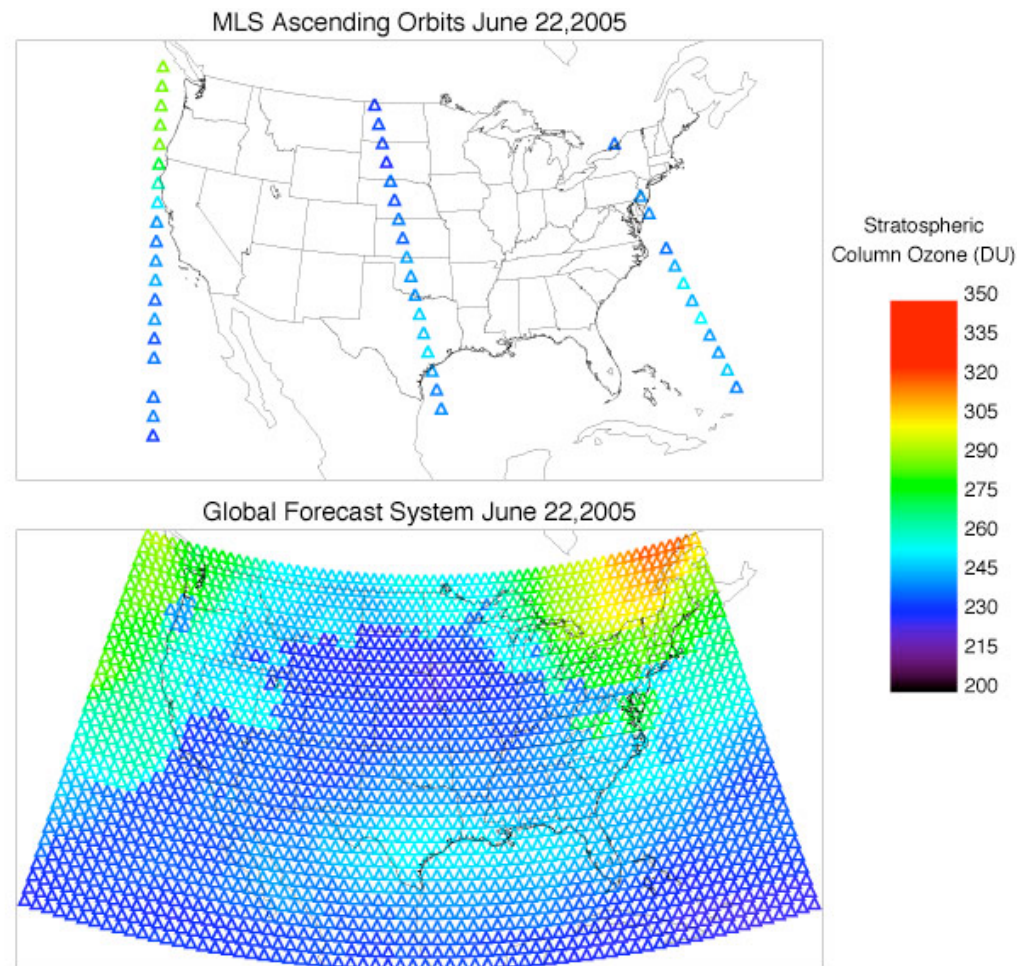 MLS Ascending Orbits June 22,2005
Stratospheric
Column Ozone (DU)
350
335
320
305
290
275
260
245
230
215
200
Global Forecast System June 22,2005